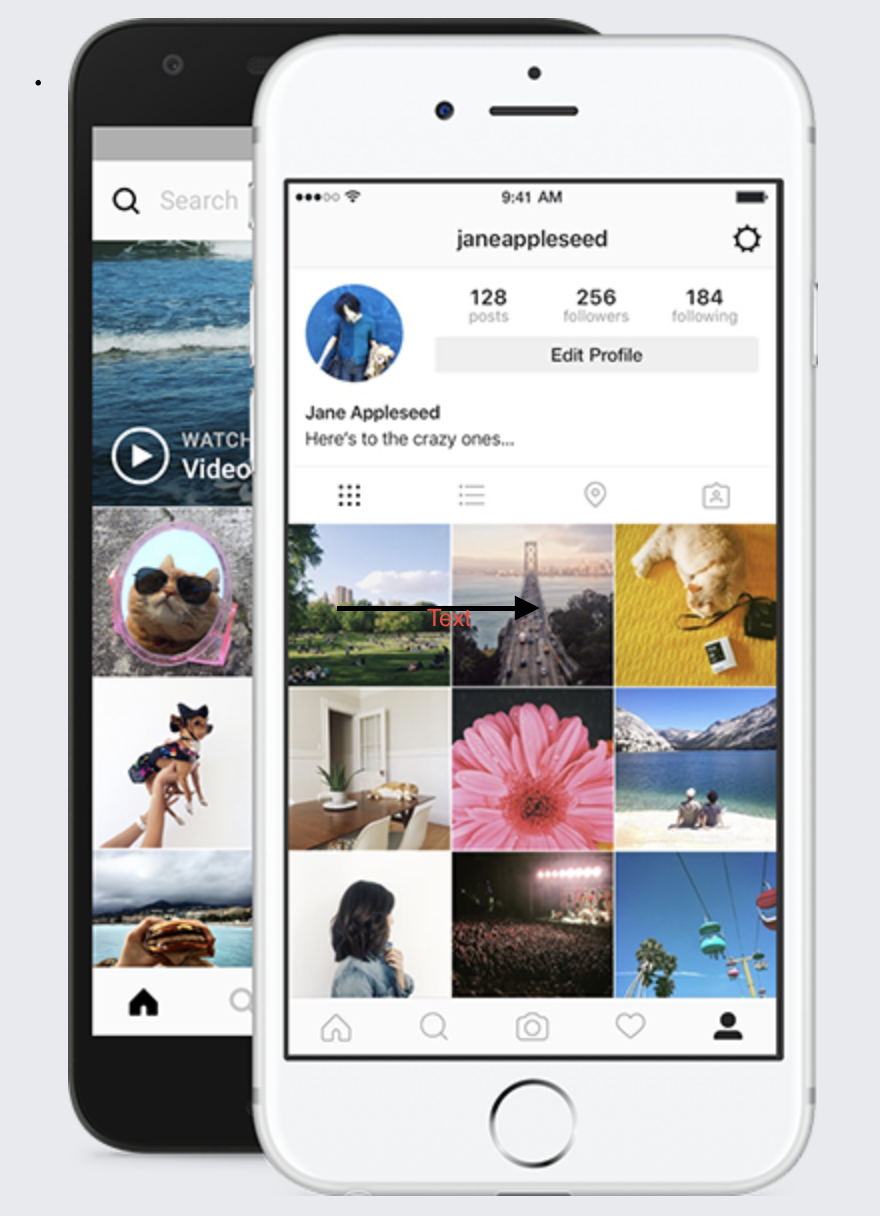 Search
WATCH
Video
9:41 AM
janeappleseed
128 256 184
posts followers following
Edit Profile
Jane Appleseed
Here's to the crazy ones...
Text